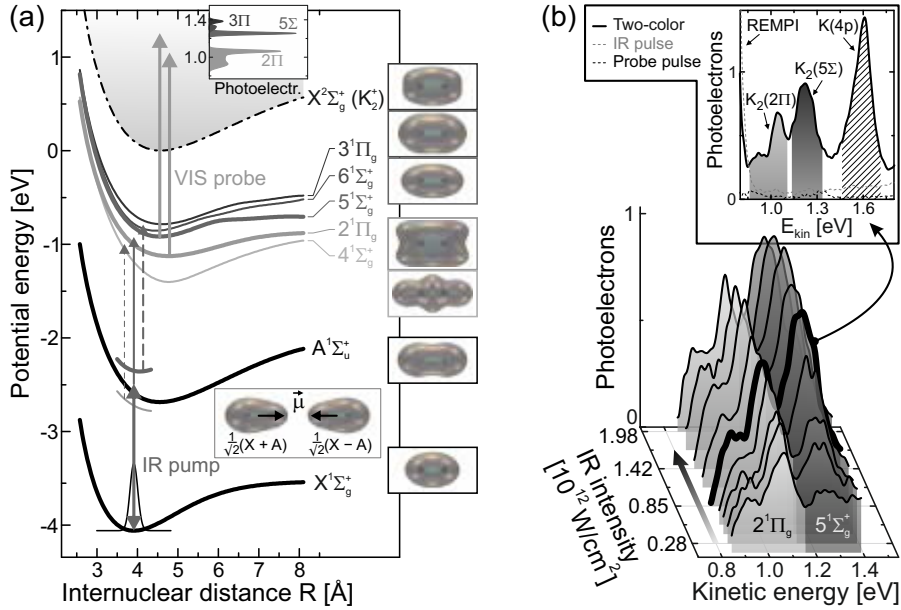 (a)
1.4
1.2
1.0
3Π
5Σ
2Π
Photoelectr.
X²Σg⁺ (K₂⁺)
1
0
-1
-2
-3
-4
Potential energy [eV]
VIS probe
3¹Πg
6¹Σg⁺
5¹Σg⁺
2¹Πg
4¹Σg⁺
A¹Σu⁺
μ⃗
1/√2(X + A)
1/√2(X − A)
IR pump
X¹Σg⁺
3 4 5 6 7 8
Internuclear distance R [Å]
(b)
Two-color
IR pulse
Probe pulse
REMPI
K(4p)
K₂(5Σ)
K₂(2Π)
Photoelectrons
1
0
1.0 1.3 1.6
Ekin [eV]
Photoelectrons
1
0
1.98
1.42
0.85
0.28
IR intensity
[10¹² W/cm²]
2¹Πg
5¹Σg⁺
0.8 1.0 1.2 1.4
Kinetic energy [eV]